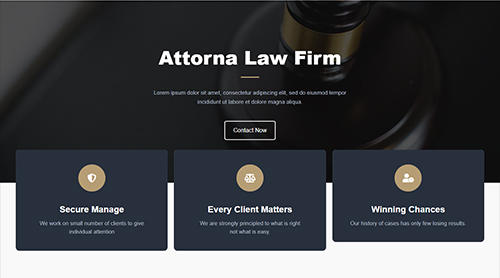 Attorna Law Firm
Lorem ipsum dolor sit amet, consectetur adipiscing elit, sed do eiusmod tempor
incididunt ut labore et dolore magna aliqua.
Contact Now
Secure Manage
We work on small number of clients to give
individual attention
Every Client Matters
We are strongly principled to what is right
not what is easy.
Winning Chances
Our history of cases has only few losing results.